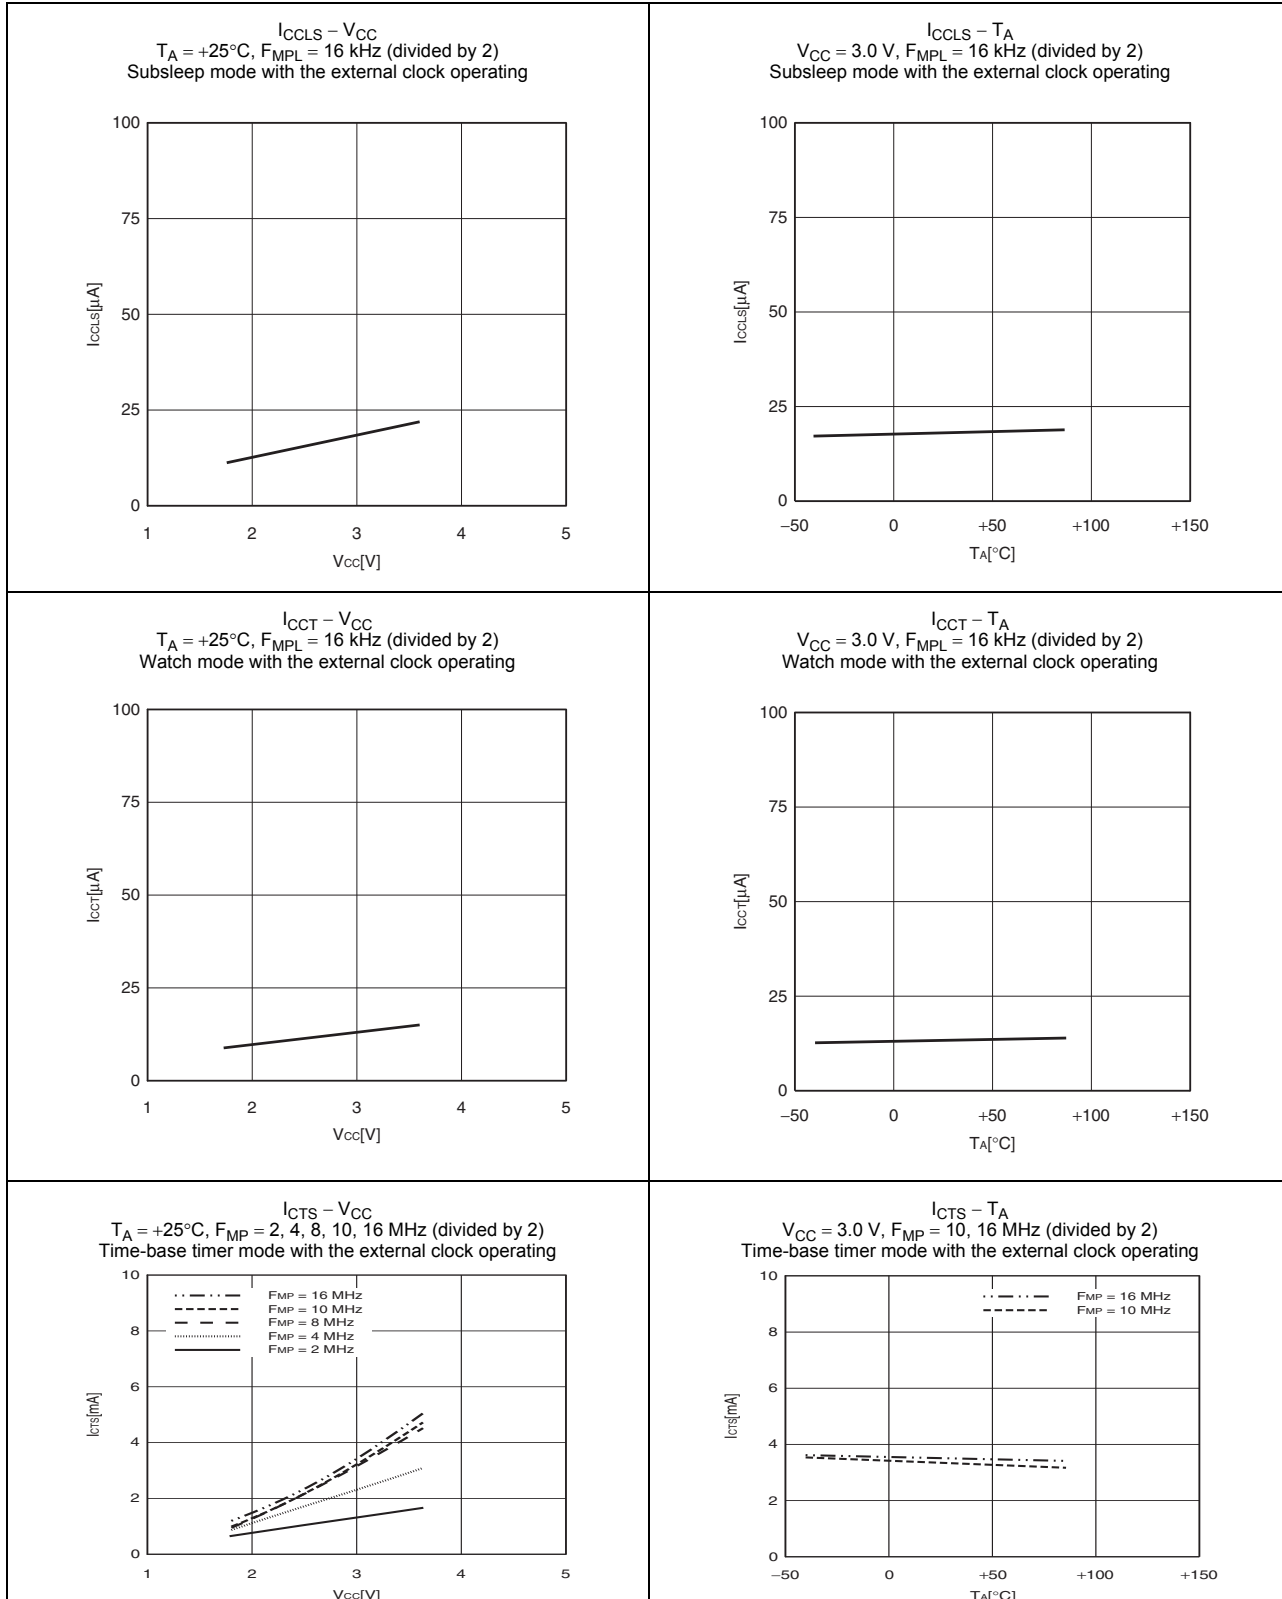 ICCLS − VCC
TA = +25°C, FMPL = 16 kHz (divided by 2)
Subsleep mode with the external clock operating
100
75
50
25
0
ICCLS[µA]
1 2 3 4 5
VCC[V]
ICCLS − TA
VCC = 3.0 V, FMPL = 16 kHz (divided by 2)
Subsleep mode with the external clock operating
100
75
50
25
0
ICCLS[µA]
−50 0 +50 +100 +150
TA[°C]
ICCT − VCC
TA = +25°C, FMPL = 16 kHz (divided by 2)
Watch mode with the external clock operating
100
75
50
25
0
ICCT[µA]
1 2 3 4 5
VCC[V]
ICCT − TA
VCC = 3.0 V, FMPL = 16 kHz (divided by 2)
Watch mode with the external clock operating
100
75
50
25
0
ICCT[µA]
−50 0 +50 +100 +150
TA[°C]
ICTS − VCC
TA = +25°C, FMP = 2, 4, 8, 10, 16 MHz (divided by 2)
Time-base timer mode with the external clock operating
10
8
6
4
2
0
ICTS[mA]
FMP = 16 MHz
FMP = 10 MHz
FMP = 8 MHz
FMP = 4 MHz
FMP = 2 MHz
1 2 3 4 5
VCC[V]
ICTS − TA
VCC = 3.0 V, FMP = 10, 16 MHz (divided by 2)
Time-base timer mode with the external clock operating
10
8
6
4
2
0
ICTS[mA]
FMP = 16 MHz
FMP = 10 MHz
−50 0 +50 +100 +150
TA[°C]